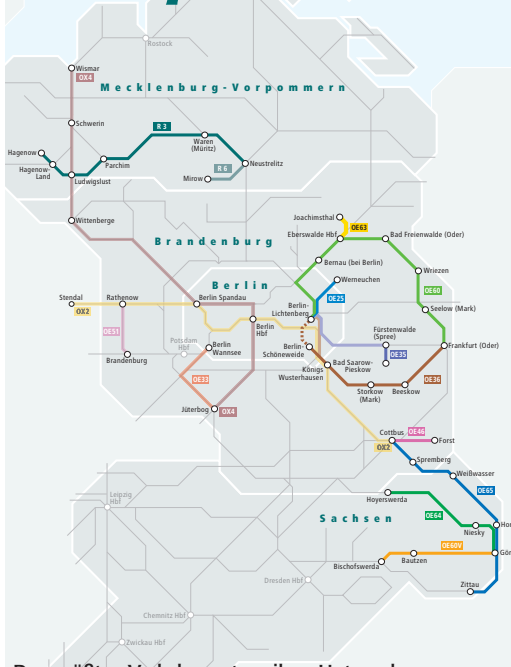 Rostock
Wismar
OX4
Mecklenburg-Vorpommern
Schwerin
R 3
Waren
(Müritz)
Hagenow
Hagenow-
Land
Parchim
Neustrelitz
R 6
Mirow
Ludwigslust
Joachimsthal
OE63
Wittenberge
Eberswalde Hbf
Bad Freienwalde (Oder)
Brandenburg
Bernau (bei Berlin)
Wriezen
Berlin
Werneuchen
OE60
Stendal
Rathenow
Berlin Spandau
OE25
OX2
Berlin-
Lichtenberg
Seelow (Mark)
OE51
Berlin
Hbf
Fürstenwalde
(Spree)
Potsdam
Hbf
Berlin
Wannsee
Berlin-
Schöneweide
OE35
Frankfurt (Oder)
Brandenburg
Königs
Wusterhausen
Bad Saarow-
Pieskow
OE33
OE36
Storkow
(Mark)
Beeskow
Jüterbog
OX4
Cottbus
OE46
Forst
OX2
Spremberg
Weißwasser
Leipzig
Hbf
Hoyerswerda
OE65
OE64
Sachsen
Niesky
Hor
OE60V
Bautzen
Gör
Bischofswerda
Dresden Hbf
Zittau
Chemnitz Hbf
Zwickau Hbf